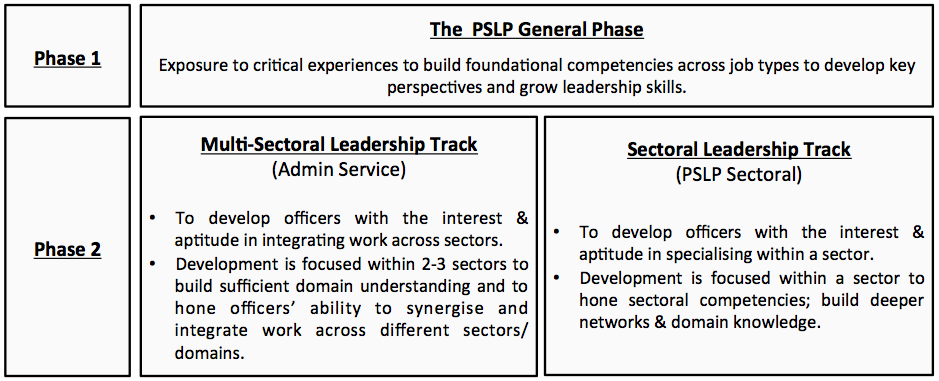 Phase 1
The PSLP General Phase
Exposure to critical experiences to build foundational competencies across job types to develop key
perspectives and grow leadership skills.
Phase 2
Multi-Sectoral Leadership Track
(Admin Service)
• To develop officers with the interest &
aptitude in integrating work across sectors.
• Development is focused within 2-3 sectors to
build sufficient domain understanding and to
hone officers’ ability to synergise and
integrate work across different sectors/
domains.
Sectoral Leadership Track
(PSLP Sectoral)
• To develop officers with the interest &
aptitude in specialising within a sector.
• Development is focused within a sector to
hone sectoral competencies; build deeper
networks & domain knowledge.